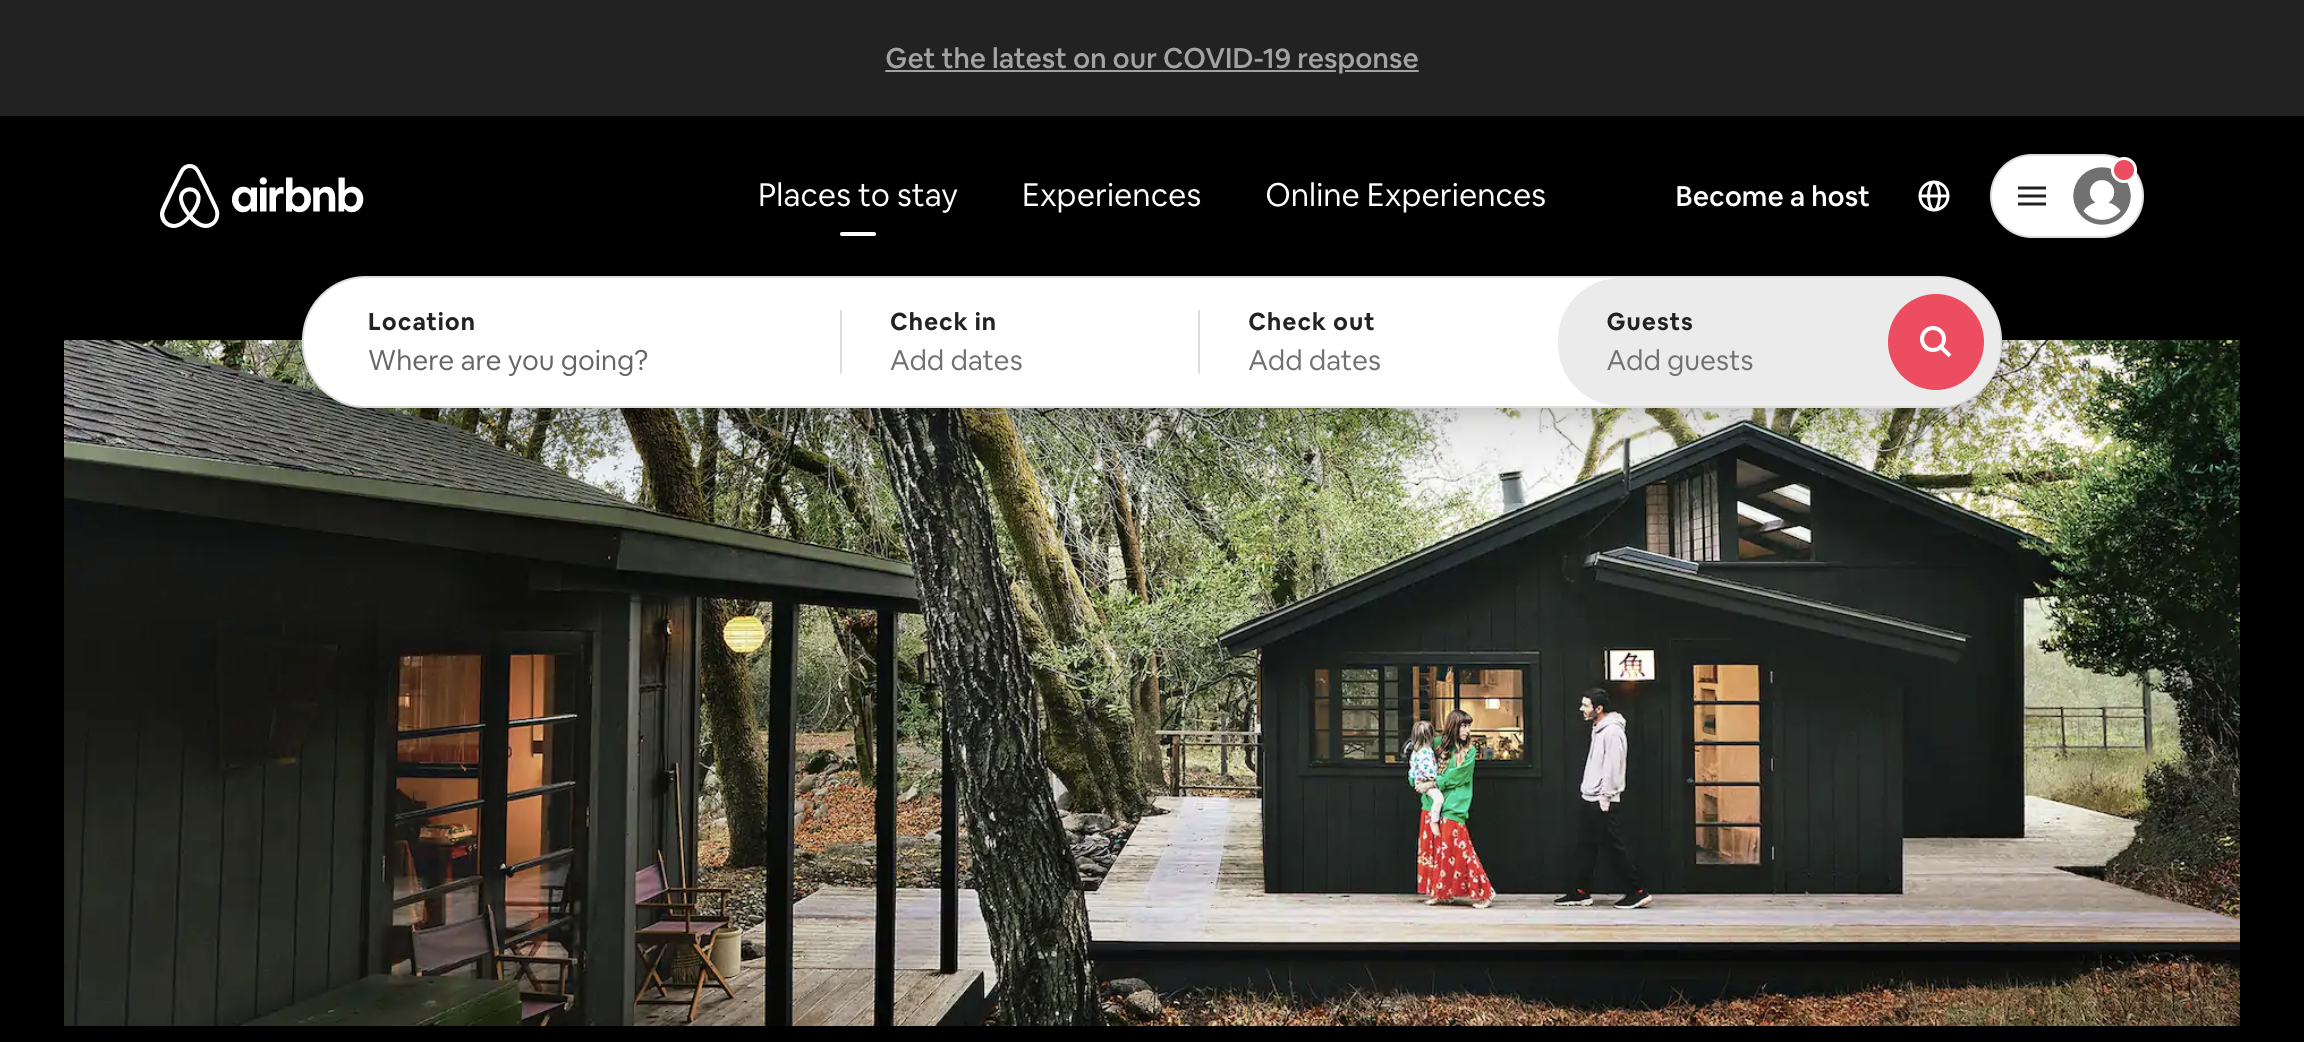 Get the latest on our COVID-19 response
airbnb
Places to stay
Experiences
Online Experiences
Become a host
Location
Check in
Check out
Guests
Where are you going?
Add dates
Add dates
Add guests
魚